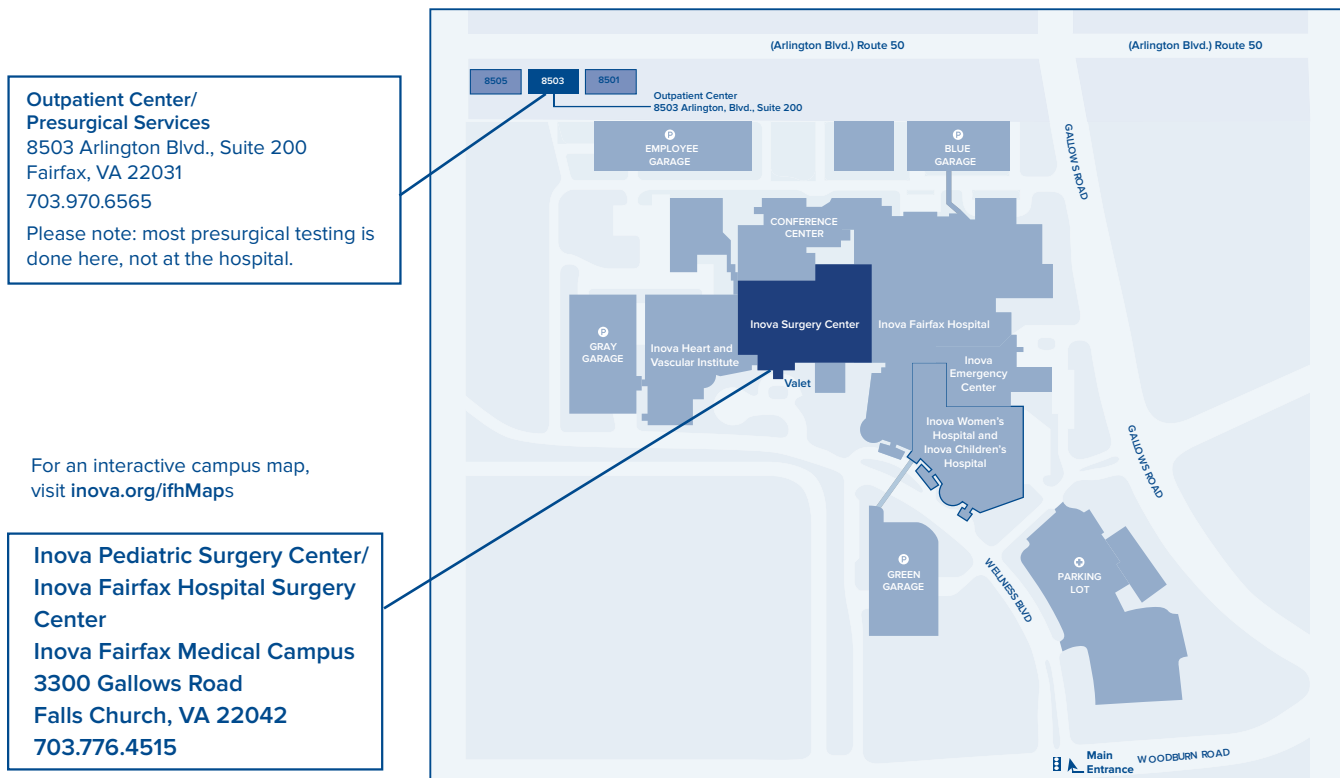 Outpatient Center/
Presurgical Services
8503 Arlington Blvd., Suite 200
Fairfax, VA 22031
703.970.6565
Please note: most presurgical testing is
done here, not at the hospital.
For an interactive campus map,
visit inova.org/ifhMaps
Inova Pediatric Surgery Center/
Inova Fairfax Hospital Surgery
Center
Inova Fairfax Medical Campus
3300 Gallows Road
Falls Church, VA 22042
703.776.4515
(Arlington Blvd.) Route 50
(Arlington Blvd.) Route 50
8505
8503
8501
Outpatient Center
8503 Arlington, Blvd., Suite 200
P
EMPLOYEE
GARAGE
P
BLUE
GARAGE
GALLOWS ROAD
CONFERENCE
CENTER
Inova Surgery Center
Inova Fairfax Hospital
P
GRAY
GARAGE
Inova Heart and
Vascular Institute
Valet
Inova
Emergency
Center
Inova Women's
Hospital and
Inova Children's
Hospital
GALLOWS ROAD
P
GREEN
GARAGE
WELLNESS BLVD
PARKING
LOT
Main
Entrance
WOODBURN ROAD